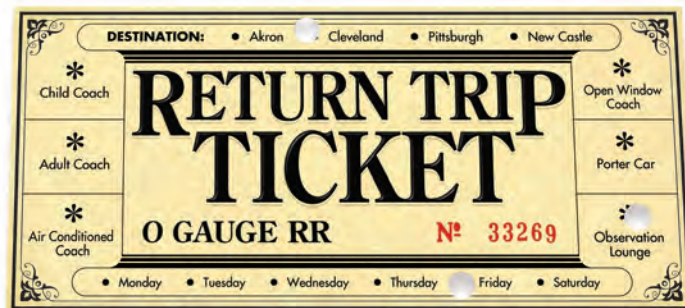 DESTINATION: • Akron Cleveland • Pittsburgh • New Castle
* Child Coach
* Adult Coach
* Air Conditioned Coach
RETURN TRIP
TICKET
O GAUGE RR Nº 33269
* Open Window Coach
* Porter Car
* Observation Lounge
• Monday • Tuesday • Wednesday • Thursday Friday • Saturday